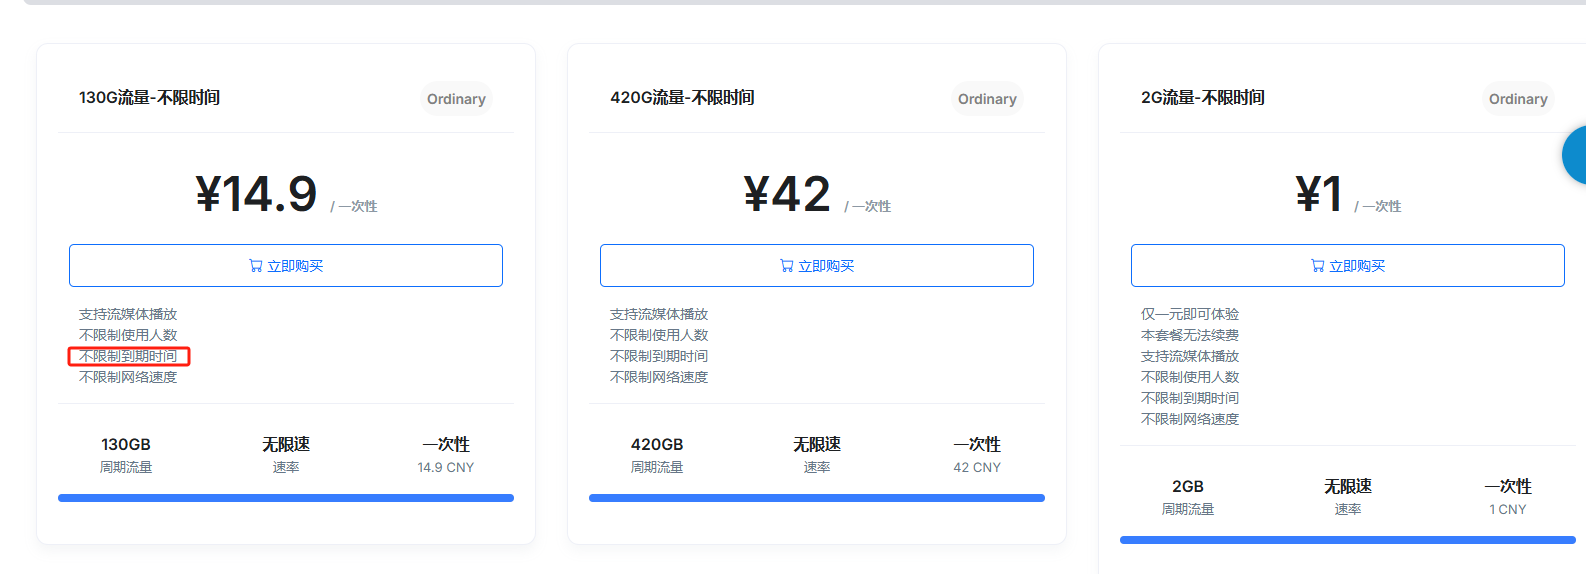 130G流量-不限时间
Ordinary
¥14.9 / 一次性
立即购买
支持流媒体播放
不限制使用人数
不限制到期时间
不限制网络速度
130GB
周期流量
无限速
速率
一次性
14.9 CNY
420G流量-不限时间
Ordinary
¥42 / 一次性
立即购买
支持流媒体播放
不限制使用人数
不限制到期时间
不限制网络速度
420GB
周期流量
无限速
速率
一次性
42 CNY
2G流量-不限时间
Ordinary
¥1 / 一次性
立即购买
仅一元即可体验
本套餐无法续费
支持流媒体播放
不限制使用人数
不限制到期时间
不限制网络速度
2GB
周期流量
无限速
速率
一次性
1 CNY